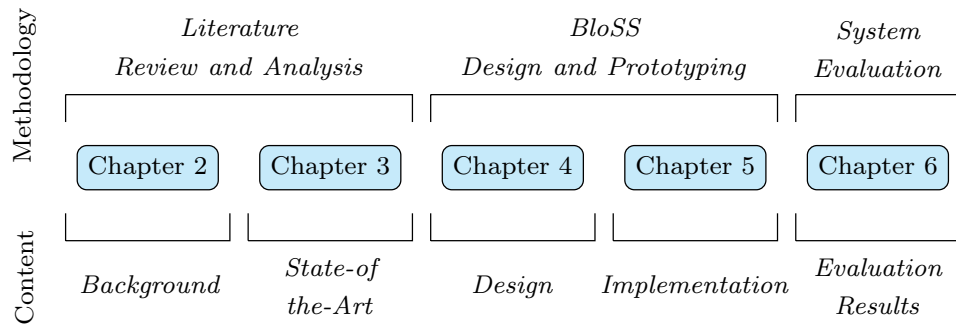 Methodology
Literature
Review and Analysis
BloSS
Design and Prototyping
System
Evaluation
Chapter 2
Chapter 3
Chapter 4
Chapter 5
Chapter 6
Content
Background
State-of
the-Art
Design
Implementation
Evaluation
Results